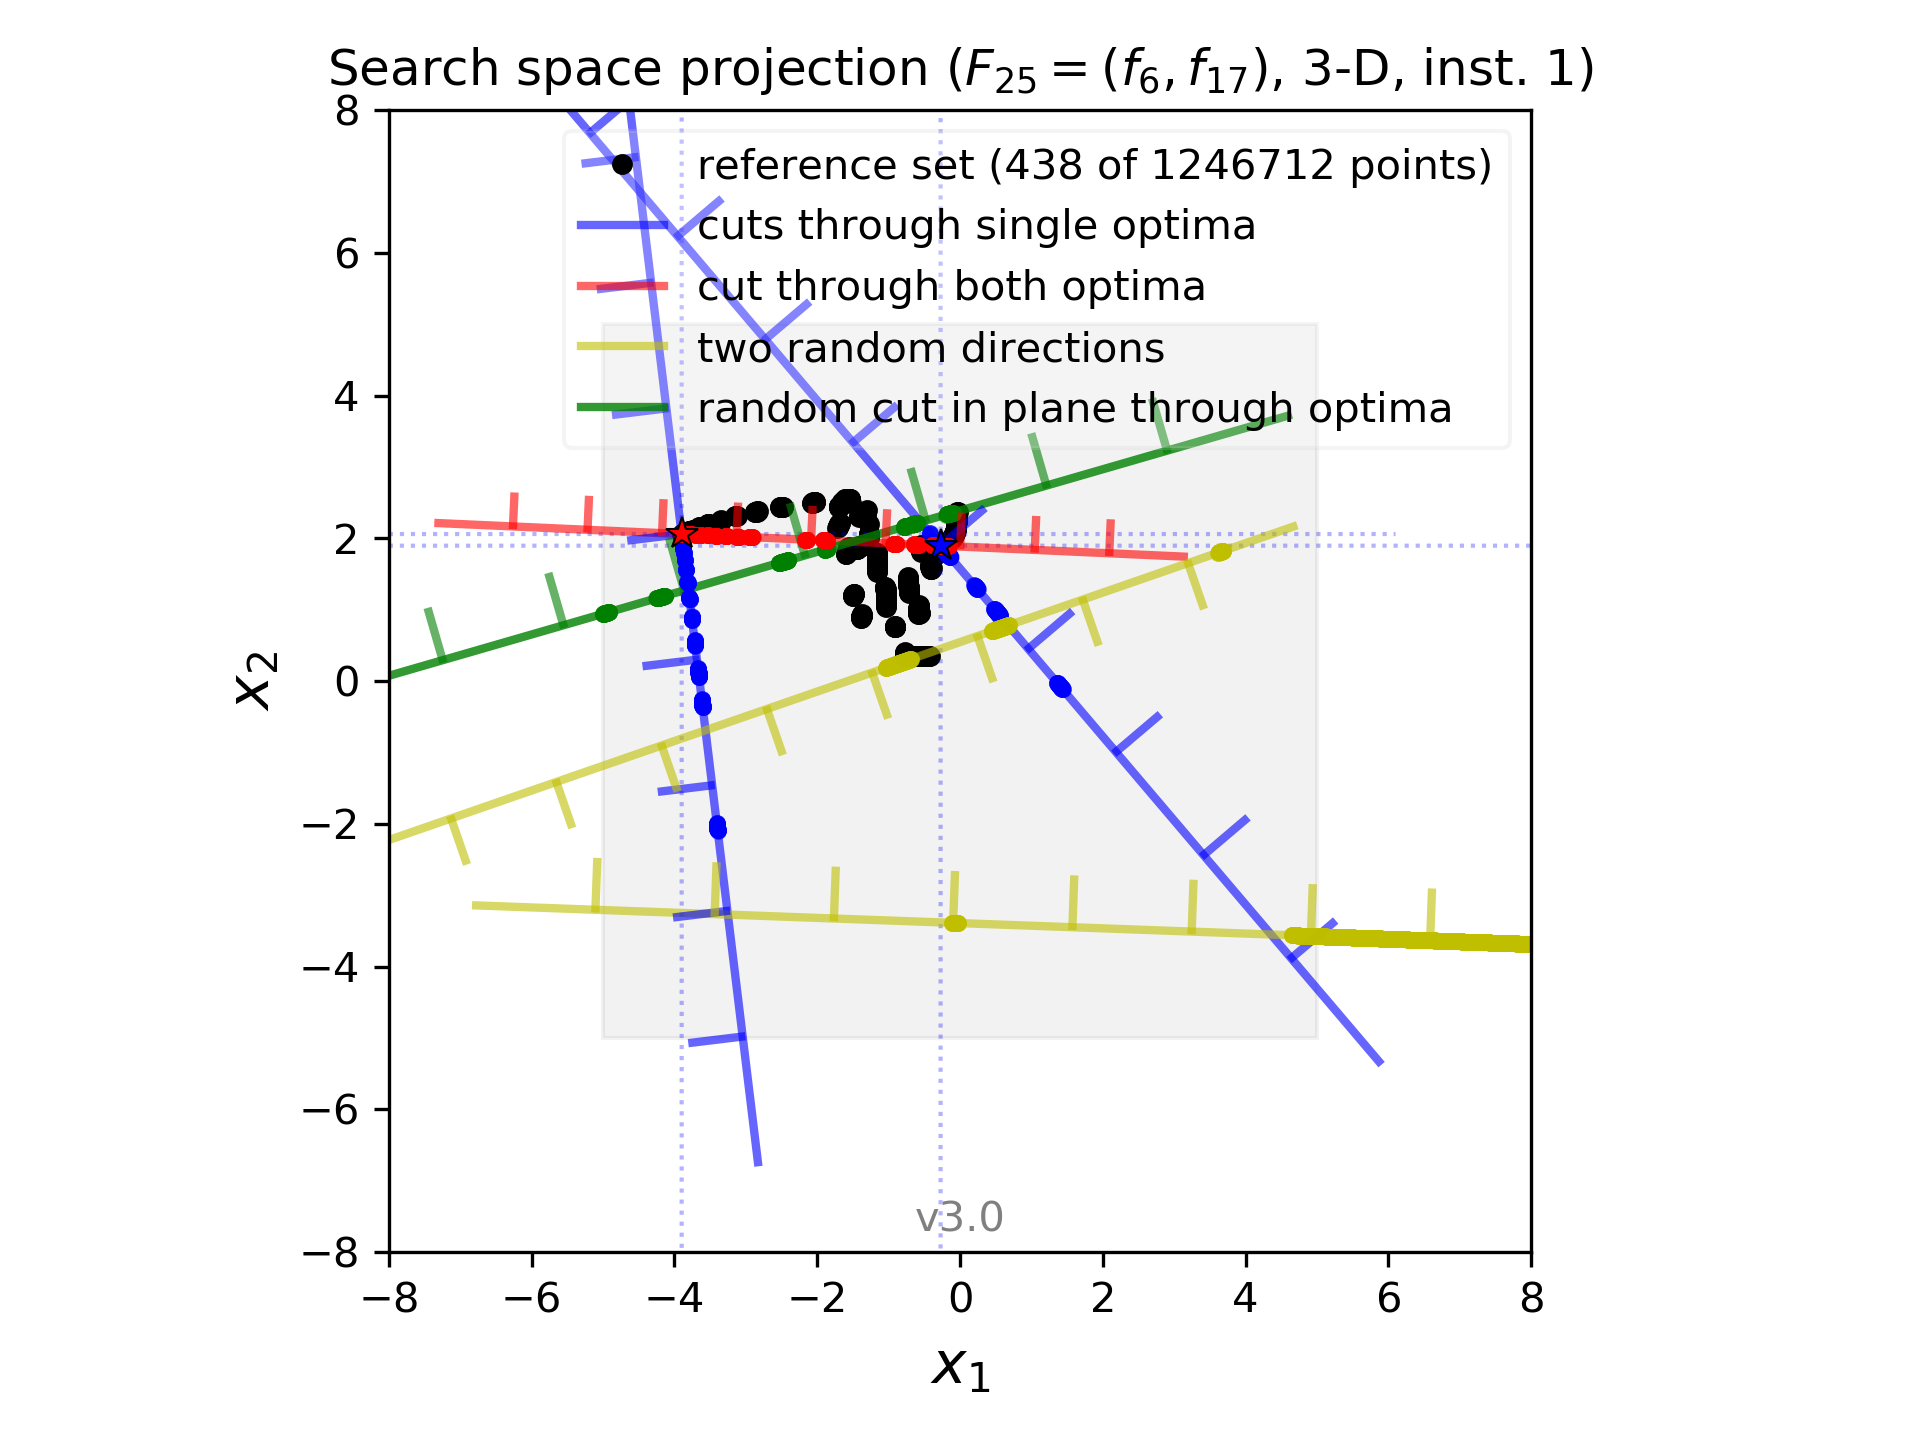 Search space projection (F₂₅ = (f₆, f₁₇), 3-D, inst. 1)
8
6
4
2
0
−2
−4
−6
−8
x₂
reference set (438 of 1246712 points)
cuts through single optima
cut through both optima
two random directions
random cut in plane through optima
v3.0
−8 −6 −4 −2 0 2 4 6 8
x₁